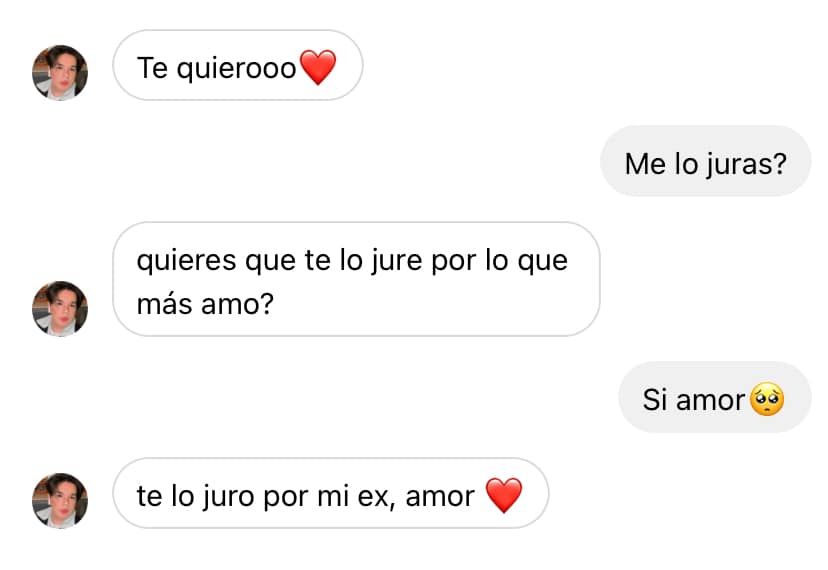 Te quierooo❤️
Me lo juras?
quieres que te lo jure por lo que
más amo?
Si amor🥺
te lo juro por mi ex, amor ❤️